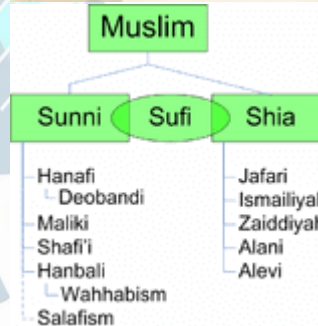 Muslim
Sunni Sufi Shia
Hanafi
Deobandi
Maliki
Shafi'i
Hanbali
Wahhabism
Salafism
Jafari
Ismailiyah
Zaiddiyah
Alani
Alevi